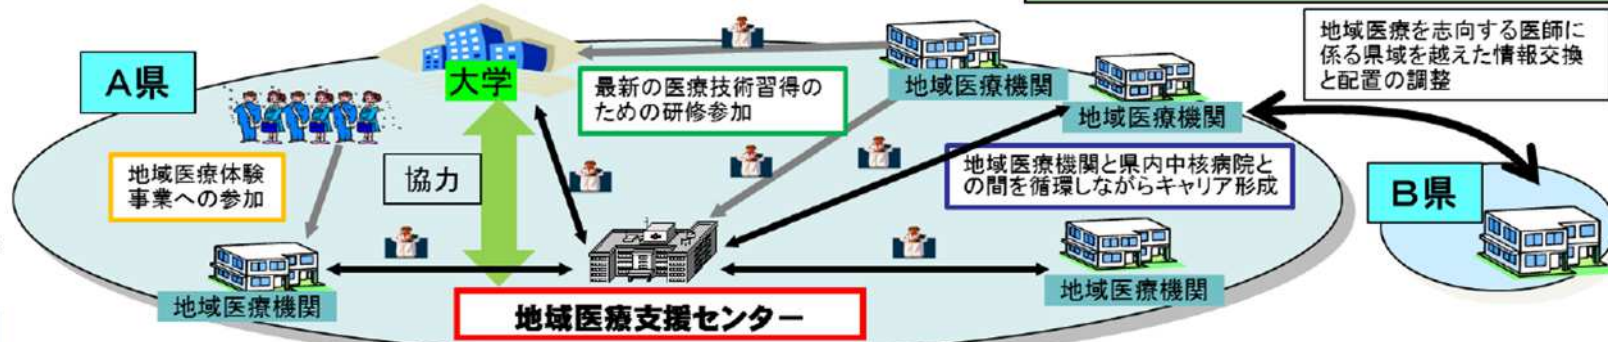 地域医療を志向する医師に
係る県域を越えた情報交換
と配置の調整
A県
大学
最新の医療技術習得の
ための研修参加
地域医療機関
地域医療機関
地域医療体験
事業への参加
協力
地域医療機関と県内中核病院と
の間を循環しながらキャリア形成
B県
地域医療機関
地域医療支援センター
地域医療機関